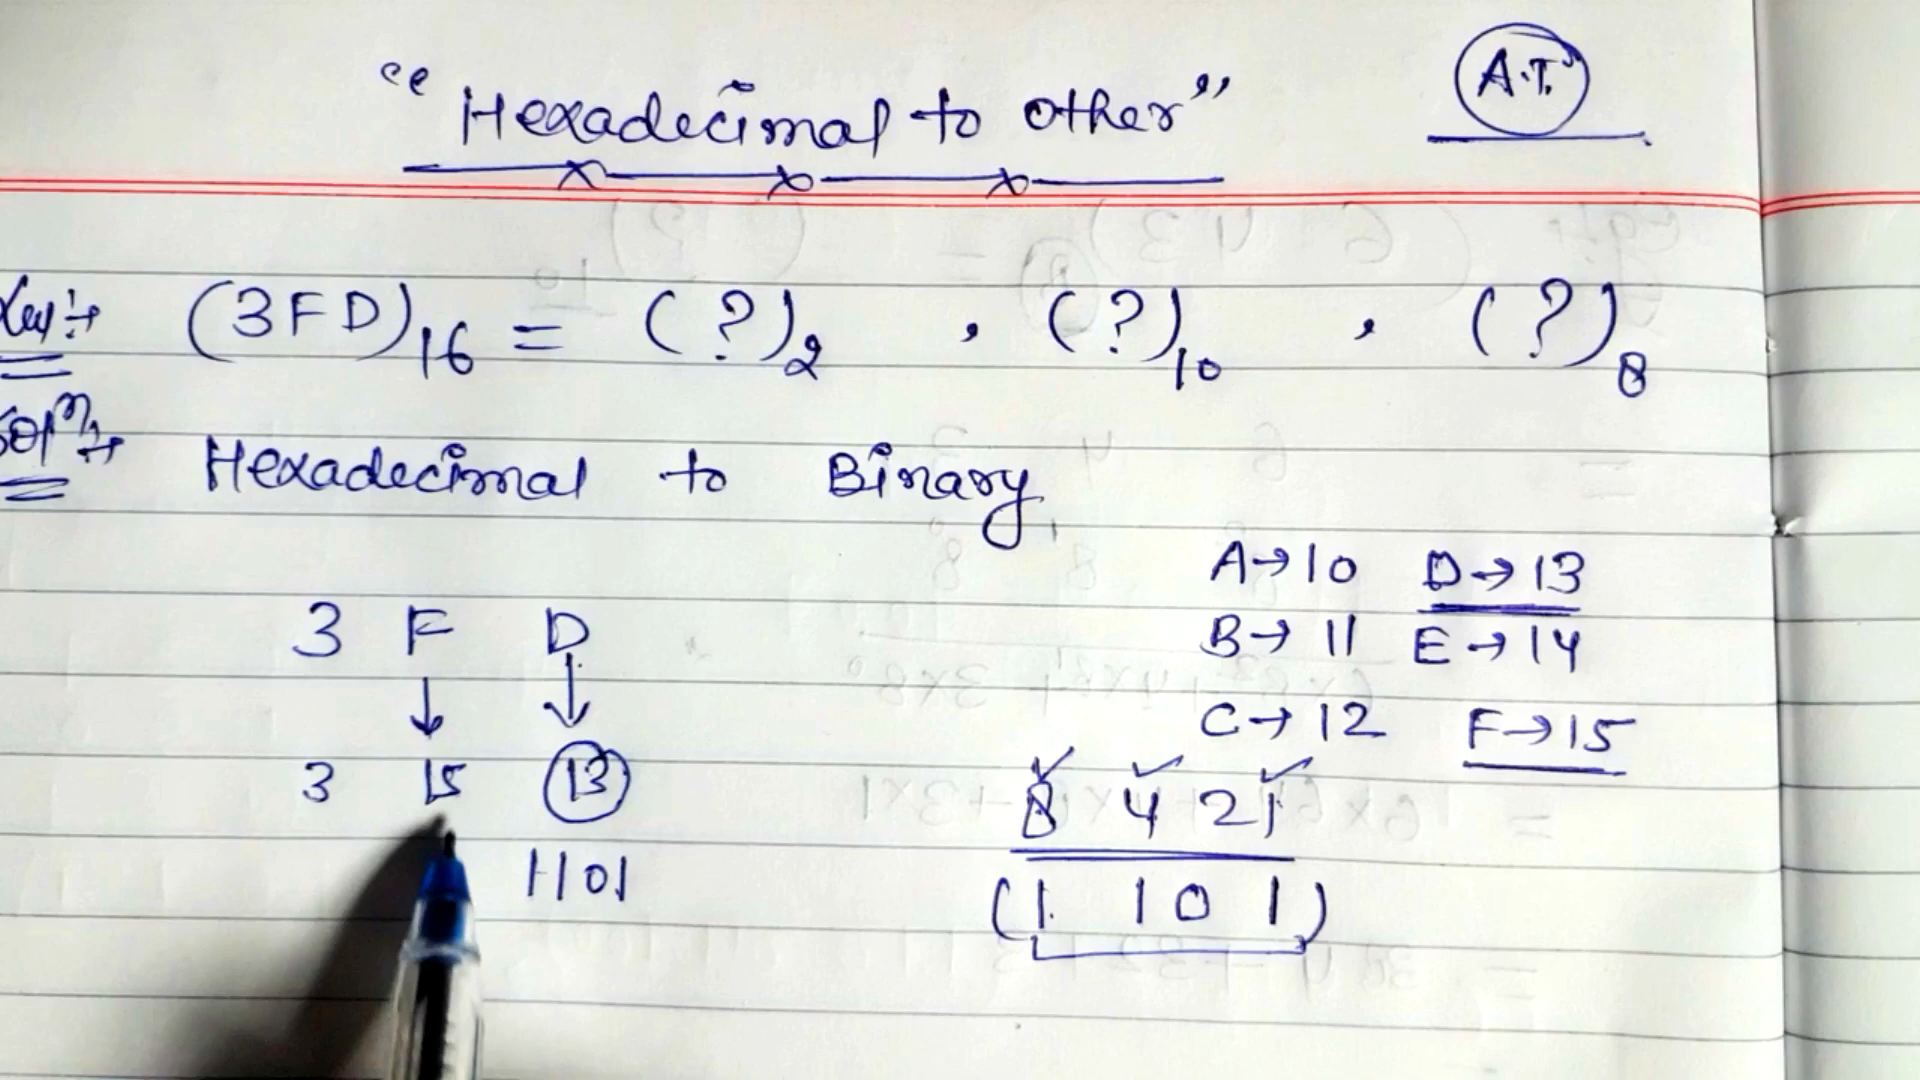 "Hexadecimal to other" A.T.
(3FD)16 = (?)2 , (?)10 , (?)8
Solⁿ:→ Hexadecimal to Binary
A→10 D→13
3 F D B→11 E→14
↓ ↓ C→12 F→15
3 15 13 8 4 2 1
1101 (1 1 0 1)